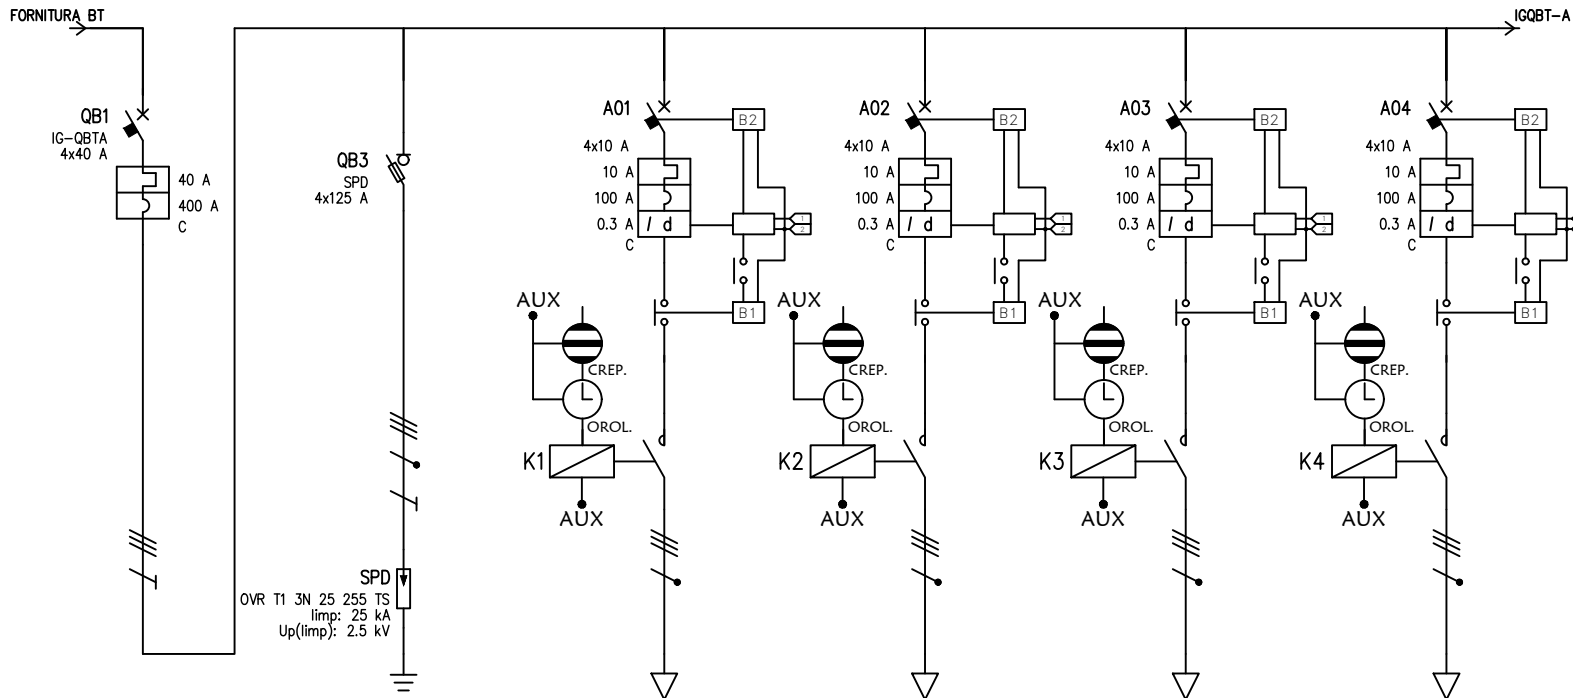 FORNITURA BT
IGQBT-A
QB1
IG-QBTA
4x40 A
40 A
400 A
C
QB3
SPD
4x125 A
SPD
OVR T1 3N 25 255 TS
Iimp: 25 kA
Up(Iimp): 2.5 kV
A01
B2
4x10 A
10 A
100 A
0.3 A
I d
C
1
2
B1
AUX
CREP.
OROL.
K1
AUX
A02
B2
4x10 A
10 A
100 A
0.3 A
I d
C
1
2
B1
AUX
CREP.
OROL.
K2
AUX
A03
B2
4x10 A
10 A
100 A
0.3 A
I d
C
1
2
B1
AUX
CREP.
OROL.
K3
AUX
A04
B2
4x10 A
10 A
100 A
0.3 A
I d
C
B1
AUX
CREP.
OROL.
K4
AUX